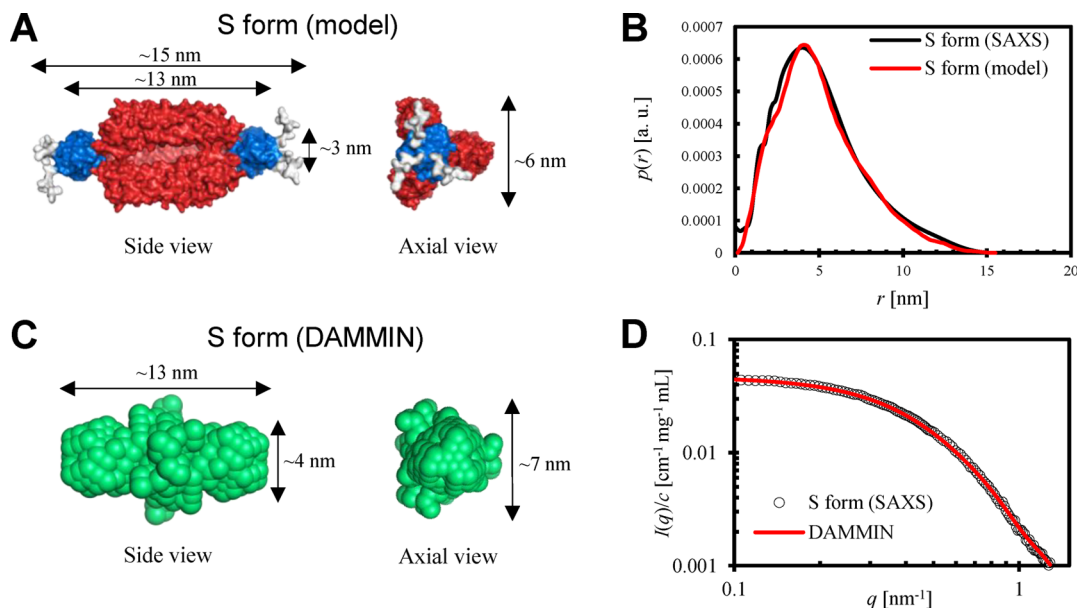 A
S form (model)
~15 nm
~13 nm
~3 nm
~6 nm
Side view
Axial view
B
0.0007
0.0006
0.0005
0.0004
0.0003
0.0002
0.0001
0
p(r) [a. u.]
S form (SAXS)
S form (model)
0
5
10
15
20
r [nm]
C
S form (DAMMIN)
~13 nm
~4 nm
~7 nm
Side view
Axial view
D
0.1
0.01
0.001
I(q)/c [cm⁻¹ mg⁻¹ mL]
S form (SAXS)
DAMMIN
0.1
1
q [nm⁻¹]